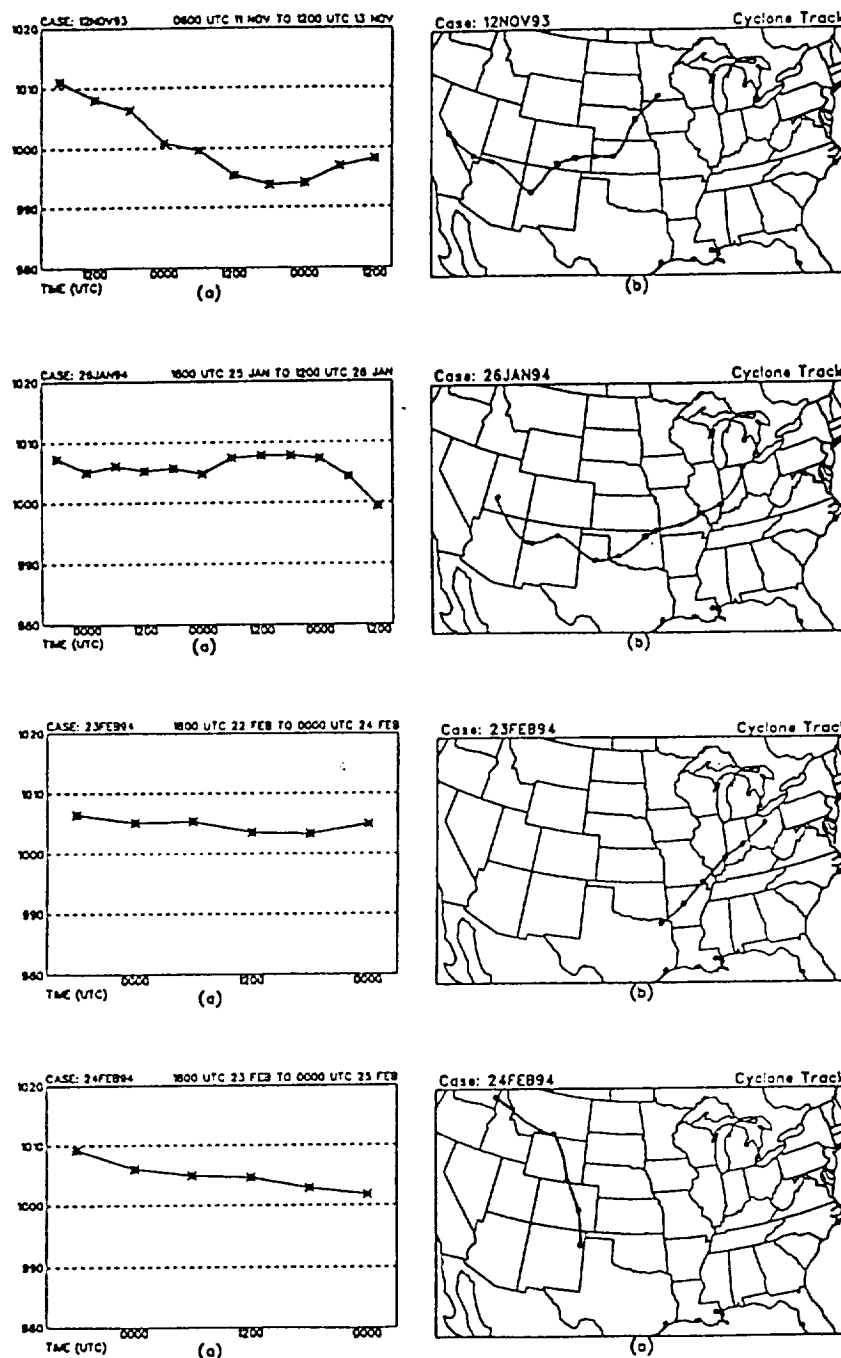 CASE: 12NOV93 0600 UTC 11 NOV TO 1200 UTC 13 NOV
1020
1010
1000
990
980
1200 0000 1200 0000 1200
TIME (UTC)
(a)
Case: 12NOV93 Cyclone Track
(b)
CASE: 26JAN94 1800 UTC 25 JAN TO 1200 UTC 28 JAN
1020
1010
1000
990
980
0000 1200 0000 1200 0000 1200
TIME (UTC)
(a)
Case: 26JAN94 Cyclone Track
(b)
CASE: 23FEB94 1800 UTC 22 FEB TO 0000 UTC 24 FEB
1020
1010
1000
990
980
0000 1200 0000
TIME (UTC)
(a)
Case: 23FEB94 Cyclone Track
(b)
CASE: 24FEB94 1800 UTC 23 FEB TO 0000 UTC 25 FEB
1020
1010
1000
990
980
0000 1200 0000
TIME (UTC)
(a)
Case: 24FEB94 Cyclone Track
(a)